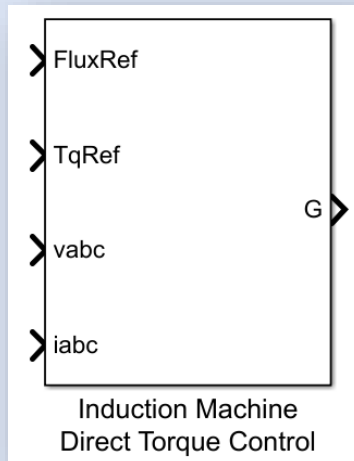 FluxRef
TqRef
G
vabc
iabc
Induction Machine
Direct Torque Control